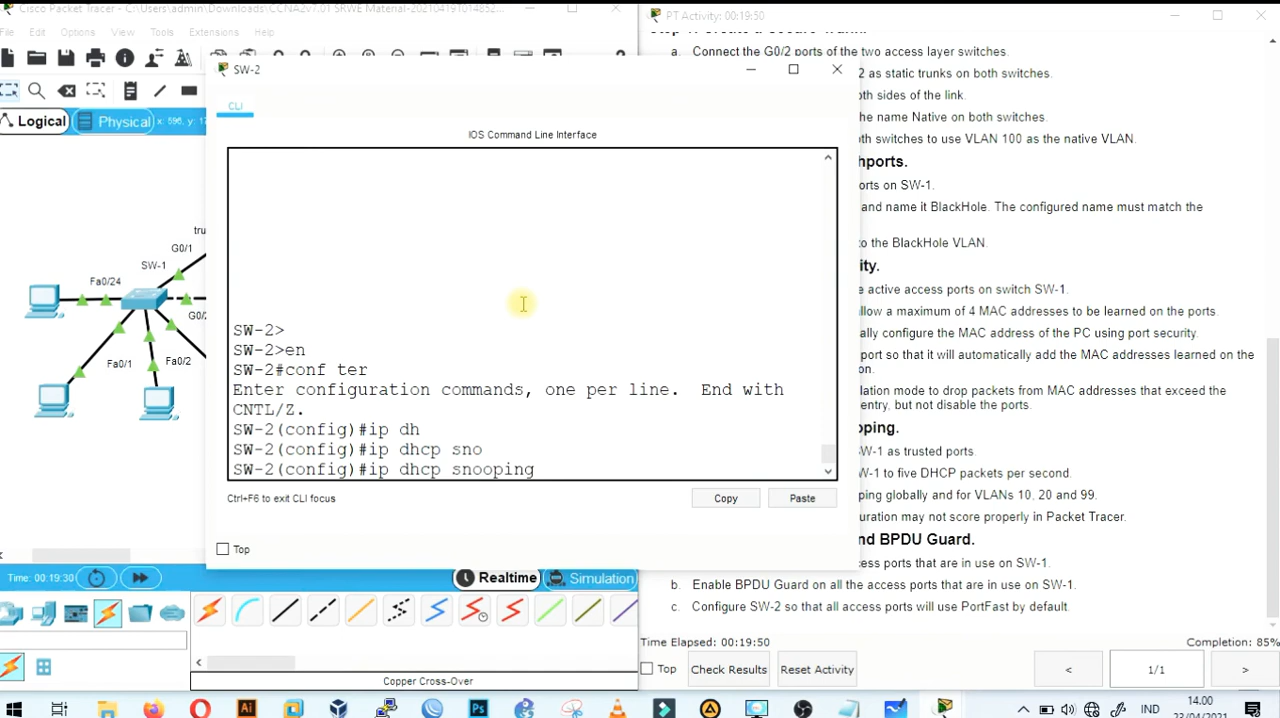 Cisco Packet Tracer - C:\Users\admin\Downloads\CCNA2v7.01 SRWE Material-20210419T014852
File Edit Options View Tools Extensions Help
Logical
Physical
x: 596, y: 17
tru
G0/1
SW-1
Fa0/24
G0/
Fa0/1
Fa0/2
SW-2
CLI
IOS Command Line Interface
SW-2>
SW-2>en
SW-2#conf ter
Enter configuration commands, one per line. End with
CNTL/Z.
SW-2(config)#ip dh
SW-2(config)#ip dhcp sno
SW-2(config)#ip dhcp snooping
Ctrl+F6 to exit CLI focus
Copy
Paste
Top
Time: 00:19:30
Realtime
Simulation
Copper Cross-Over
PT Activity: 00:19:50
a. Connect the G0/2 ports of the two access layer switches.
2 as static trunks on both switches.
oth sides of the link.
the name Native on both switches.
oth switches to use VLAN 100 as the native VLAN.
hports.
orts on SW-1.
and name it BlackHole. The configured name must match the
o the BlackHole VLAN.
ity.
e active access ports on switch SW-1.
llow a maximum of 4 MAC addresses to be learned on the ports.
ally configure the MAC address of the PC using port security.
port so that it will automatically add the MAC addresses learned on the
on.
lation mode to drop packets from MAC addresses that exceed the
entry, but not disable the ports.
oping.
W-1 as trusted ports.
W-1 to five DHCP packets per second.
ping globally and for VLANs 10, 20 and 99.
uration may not score properly in Packet Tracer.
nd BPDU Guard.
cess ports that are in use on SW-1.
b. Enable BPDU Guard on all the access ports that are in use on SW-1.
c. Configure SW-2 so that all access ports will use PortFast by default.
Time Elapsed: 00:19:50
Completion: 85%
Top
Check Results
Reset Activity
<
1/1
>
IND
14.00
23/04/2021